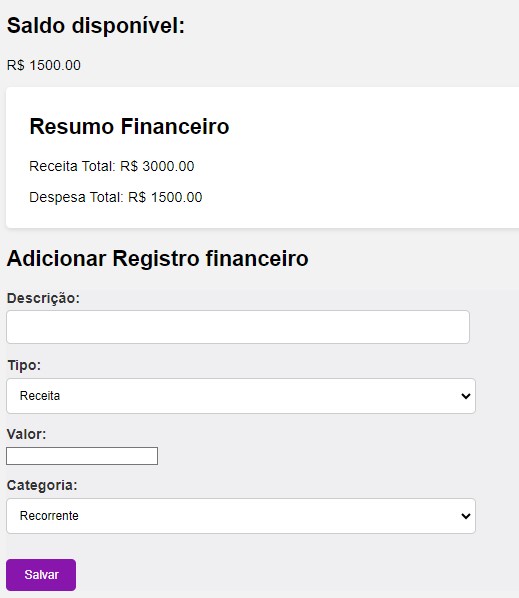 Saldo disponível:
R$ 1500.00
Resumo Financeiro
Receita Total: R$ 3000.00
Despesa Total: R$ 1500.00
Adicionar Registro financeiro
Descrição:
Tipo:
Receita
Valor:
Categoria:
Recorrente
Salvar